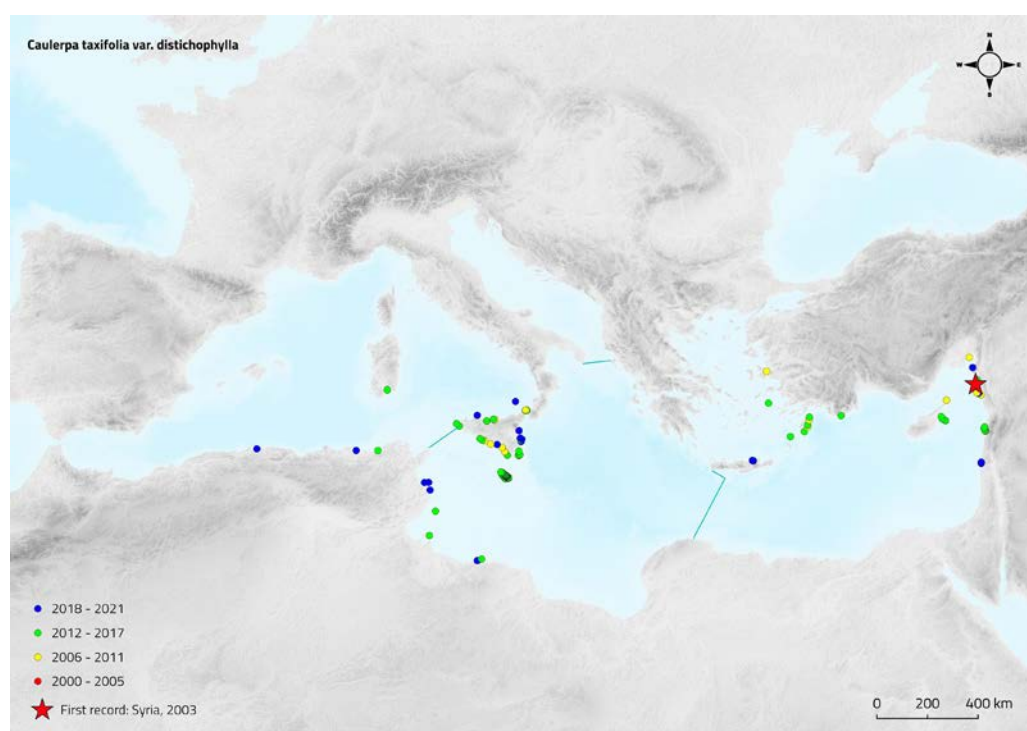 Caulerpa taxifolia var. distichophylla
N
W E
S
2018 - 2021
2012 - 2017
2006 - 2011
2000 - 2005
First record: Syria, 2003
0 200 400 km